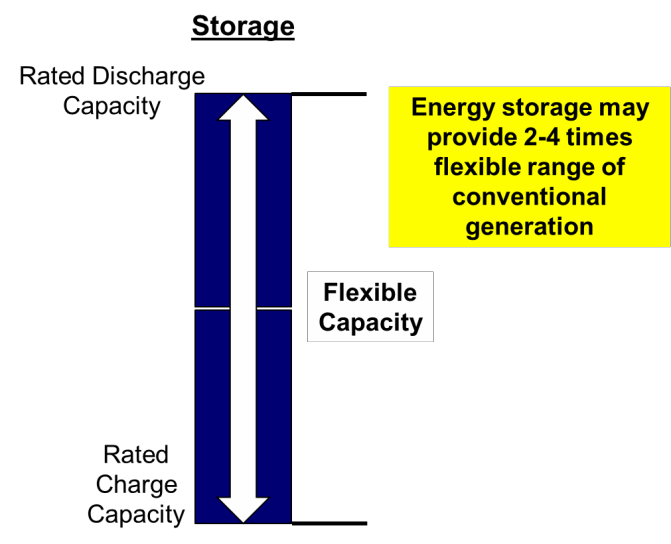 Storage
Rated Discharge
Capacity
Energy storage may
provide 2-4 times
flexible range of
conventional
generation
Flexible
Capacity
Rated
Charge
Capacity